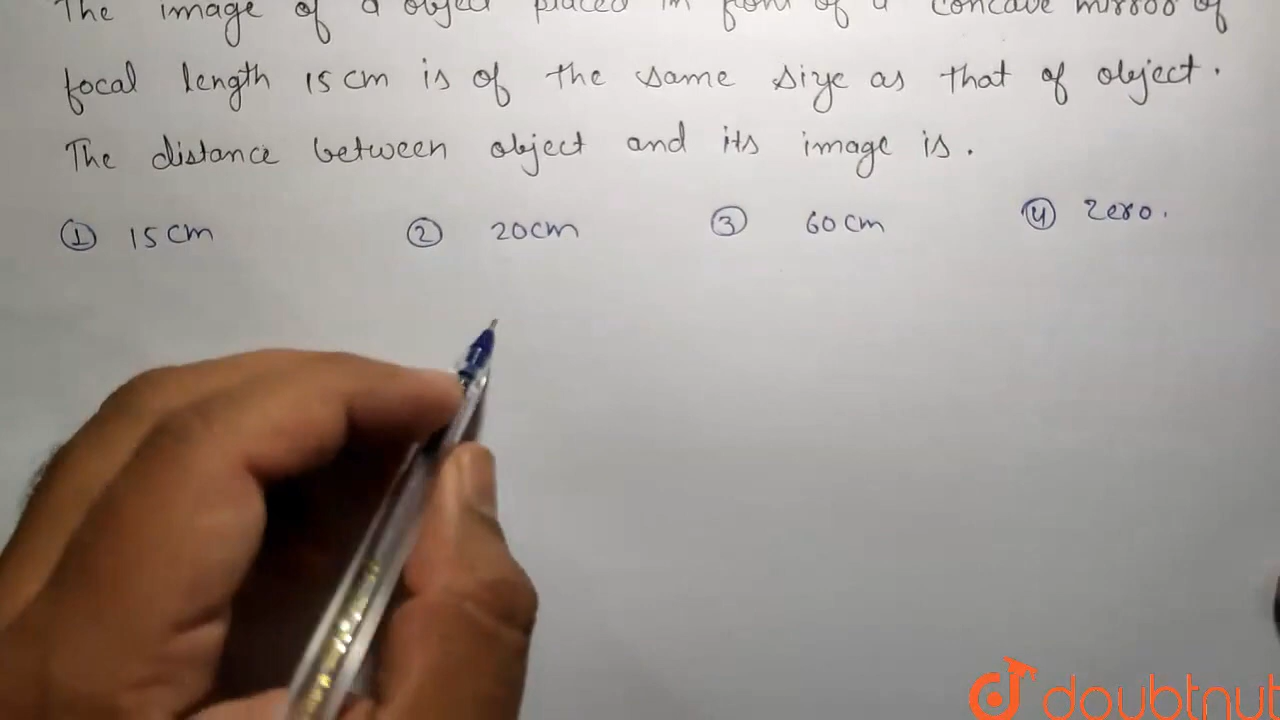 The image of a object placed in front of a concave mirror of
focal length 15 cm is of the same size as that of object.
The distance between object and its image is.
① 15 cm ② 20cm ③ 60 cm ④ Zero.
doubtnut